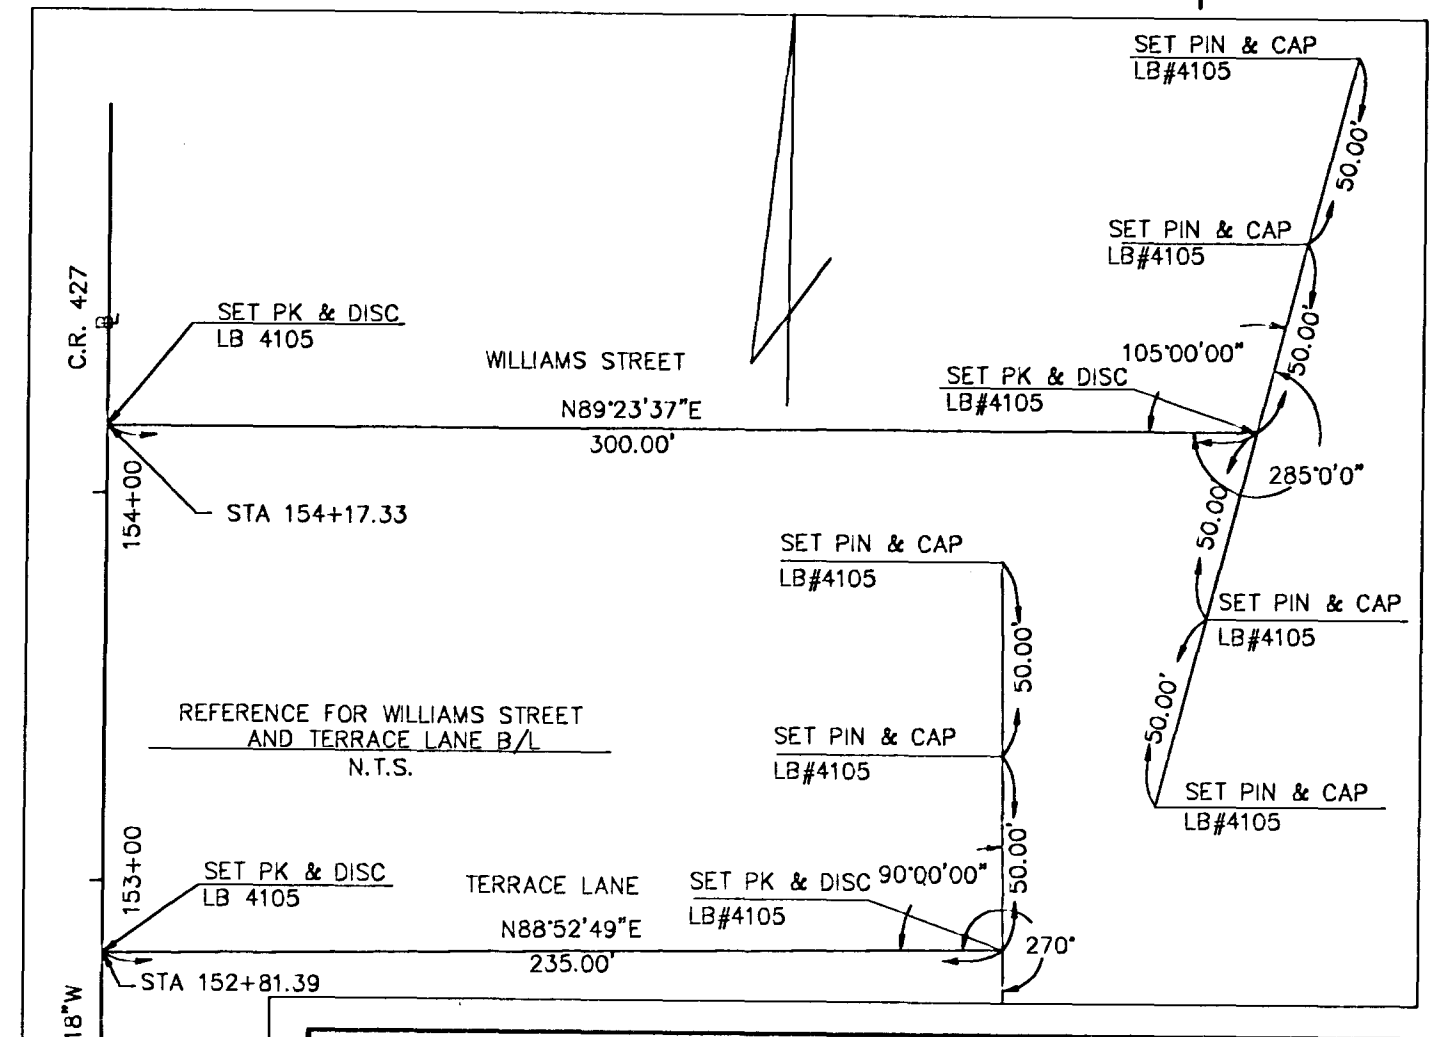 SET PIN & CAP
LB#4105
50.00'
SET PIN & CAP
LB#4105
50.00'
C.R. 427
B
L
SET PK & DISC
LB 4105
WILLIAMS STREET
105°00'00"
SET PK & DISC
LB#4105
N89°23'37"E
300.00'
285°0'0"
154+00
STA 154+17.33
50.00'
SET PIN & CAP
LB#4105
50.00'
SET PIN & CAP
LB#4105
REFERENCE FOR WILLIAMS STREET
AND TERRACE LANE B/L
N.T.S.
50.00'
SET PIN & CAP
LB#4105
SET PIN & CAP
LB#4105
50.00'
153+00
SET PK & DISC
LB 4105
TERRACE LANE
SET PK & DISC
LB#4105
90°00'00"
50.00'
N88°52'49"E
235.00'
270°
STA 152+81.39
18"W